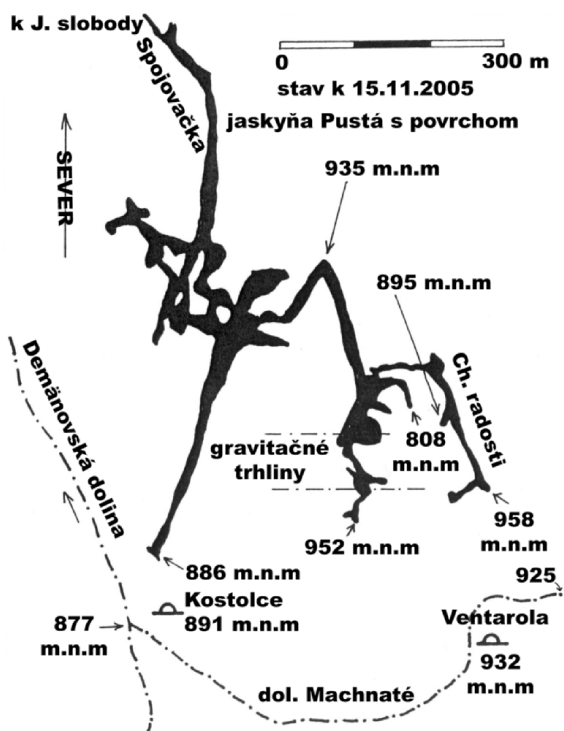 k J. slobody
Spojovačka
0 300 m
stav k 15.11.2005
jaskyňa Pustá s povrchom
SEVER
935 m.n.m
895 m.n.m
Demänovská dolina
Ch. radosti
gravitačné
trhliny
808
m.n.m
952 m.n.m
958
m.n.m
886 m.n.m
925
Kostolce
891 m.n.m
877
m.n.m
Ventarola
932
m.n.m
dol. Machnaté